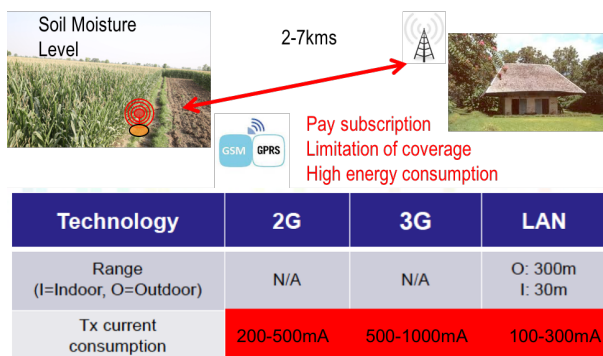 Soil Moisture
Level
2-7kms
GSM
GPRS
Pay subscription
Limitation of coverage
High energy consumption
Technology 2G 3G LAN
Range
(I=Indoor, O=Outdoor)
N/A N/A
O: 300m
I: 30m
Tx current
consumption
200-500mA 500-1000mA 100-300mA